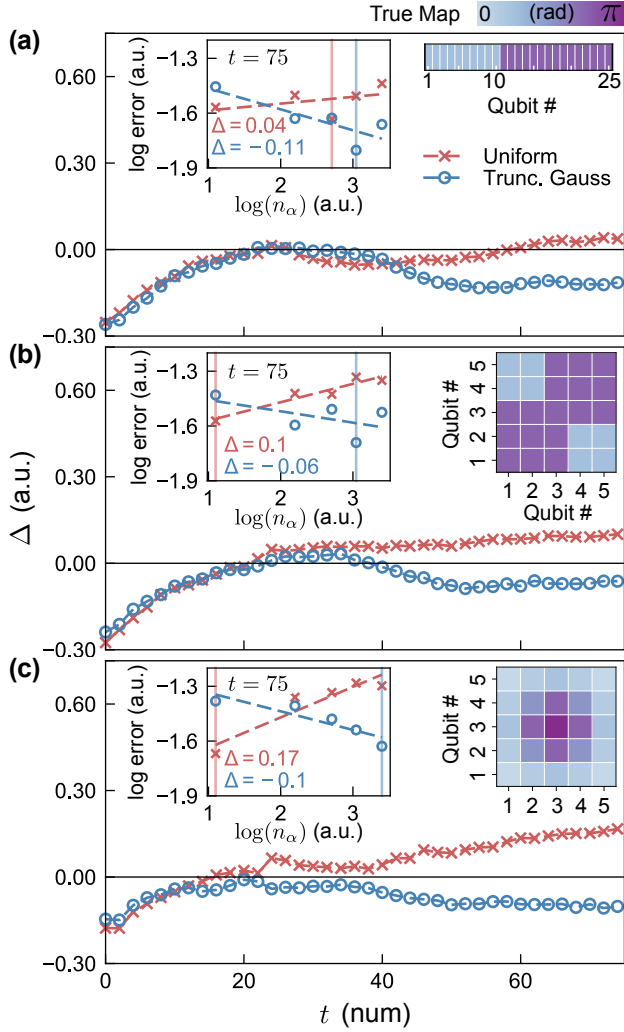 True Map 0 (rad) π
(a)
0.75
0.30
0.00
−0.30
log error (a.u.)
−1.3
−1.6
−1.9
t = 75
Δ = 0.04
Δ = −0.11
1 2 3
log(nα) (a.u.)
1 11 25
Qubit #
Uniform
Trunc. Gauss
(b)
0.75
0.30
0.00
−0.30
log error (a.u.)
−1.3
−1.6
−1.9
t = 75
Δ = 0.1
Δ = −0.06
1 2 3
log(nα) (a.u.)
Qubit #
5
4
3
2
1
1 2 3 4 5
Qubit #
Δ (a.u.)
(c)
0.75
0.30
0.00
−0.30
log error (a.u.)
−1.3
−1.6
−1.9
t = 75
Δ = 0.17
Δ = −0.1
1 2 3
log(nα) (a.u.)
Qubit #
5
4
3
2
1
1 2 3 4 5
0 20 40 60
t (num)